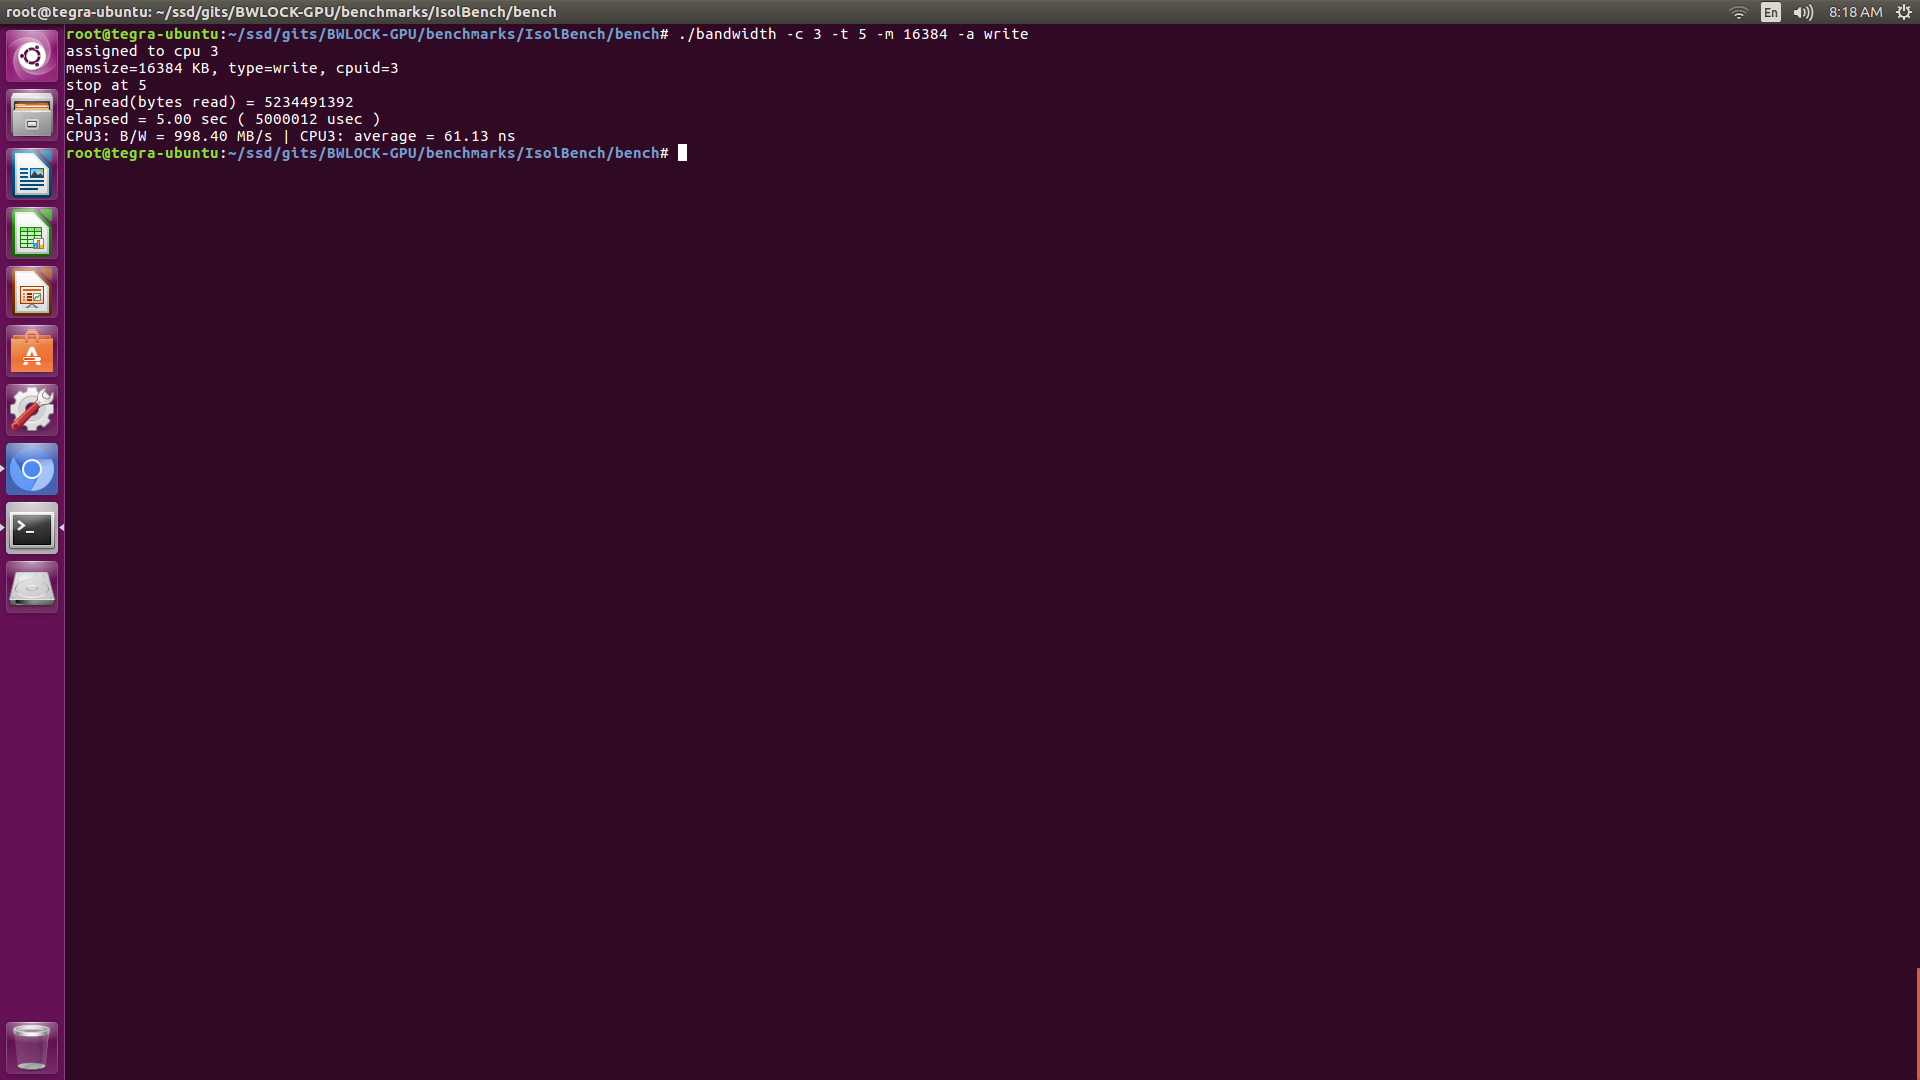 root@tegra-ubuntu: ~/ssd/gits/BWLOCK-GPU/benchmarks/IsolBench/bench
En
8:18 AM
root@tegra-ubuntu:~/ssd/gits/BWLOCK-GPU/benchmarks/IsolBench/bench# ./bandwidth -c 3 -t 5 -m 16384 -a write
assigned to cpu 3
memsize=16384 KB, type=write, cpuid=3
stop at 5
g_nread(bytes read) = 5234491392
elapsed = 5.00 sec ( 5000012 usec )
CPU3: B/W = 998.40 MB/s | CPU3: average = 61.13 ns
root@tegra-ubuntu:~/ssd/gits/BWLOCK-GPU/benchmarks/IsolBench/bench#